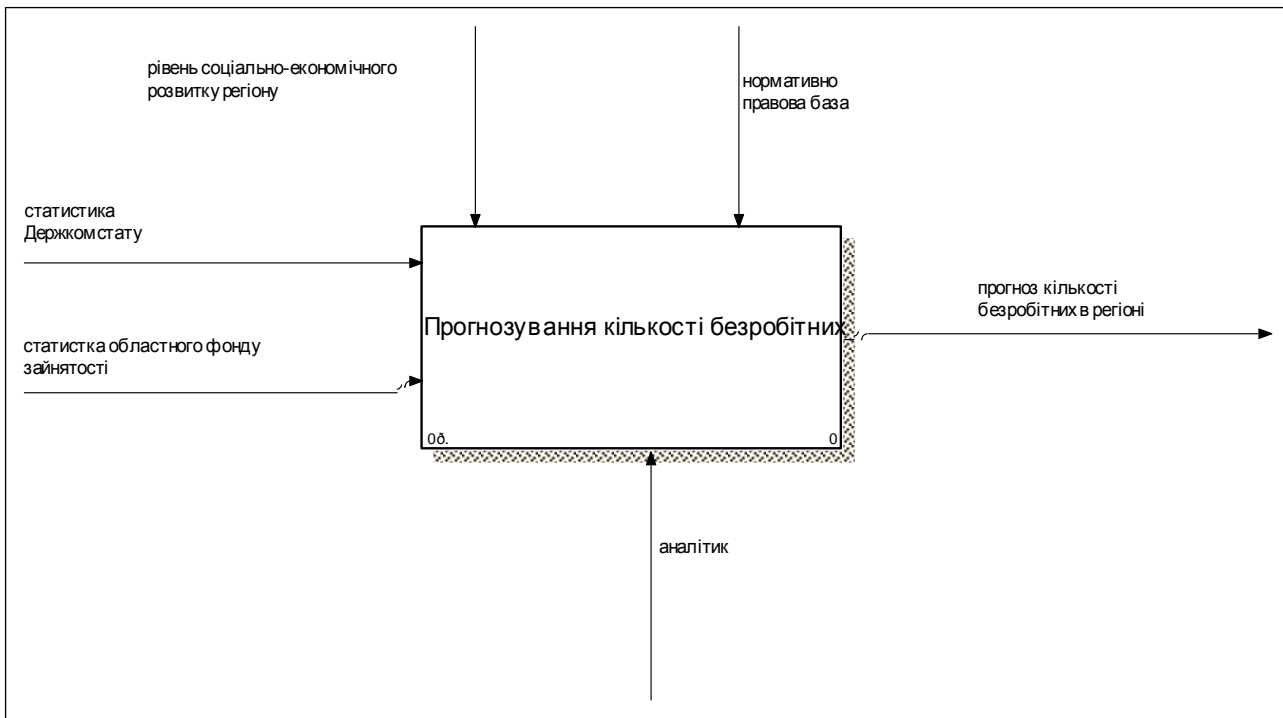 рівень соціально-економічного
розвитку регіону
нормативно
правова база
статистика
Держкомстату
прогноз кількості
безробітних в регіоні
Прогнозування кількості безробітних
статистка областного фонду
зайнятості
0ð.
0
аналітик